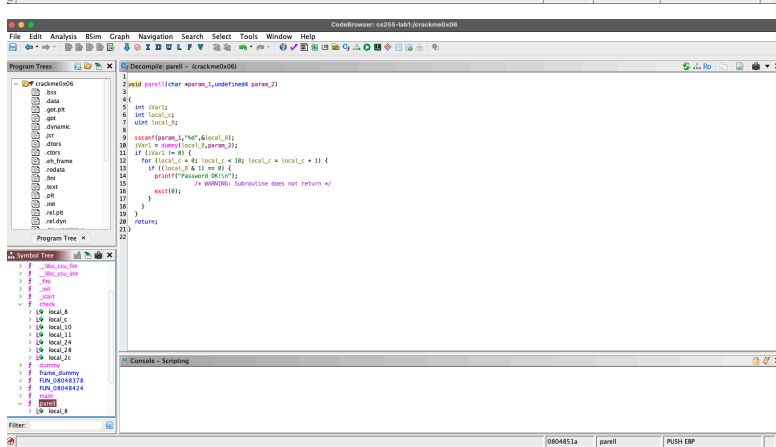 CodeBrowser: cs255-lab1:/crackme0x06
File Edit Analysis BSim Graph Navigation Search Select Tools Window Help
Program Trees
crackme0x06
.bss
.data
.got.plt
.got
.dynamic
.jcr
.dtors
.ctors
.eh_frame
.rodata
.fini
.text
.plt
.init
.rel.plt
.rel.dyn
Program Tree ×
Symbol Tree
f __libc_csu_fini
f __libc_csu_init
f _fini
f _init
f _start
f check
local_8
local_c
local_10
local_11
local_24
local_28
local_2c
f dummy
f frame_dummy
f FUN_08048378
f FUN_08048424
f main
f parell
local_8
Filter:
Decompile: parell - (crackme0x06)
1
2 void parell(char *param_1,undefined4 param_2)
3
4 {
5 int iVar1;
6 int local_c;
7 uint local_8;
8
9 sscanf(param_1,"%d",&local_8);
10 iVar1 = dummy(local_8,param_2);
11 if (iVar1 != 0) {
12 for (local_c = 0; local_c < 10; local_c = local_c + 1) {
13 if ((local_8 & 1) == 0) {
14 printf("Password OK!\n");
15 /* WARNING: Subroutine does not return */
16 exit(0);
17 }
18 }
19 }
20 return;
21 }
22
Console - Scripting
0804851a parell PUSH EBP